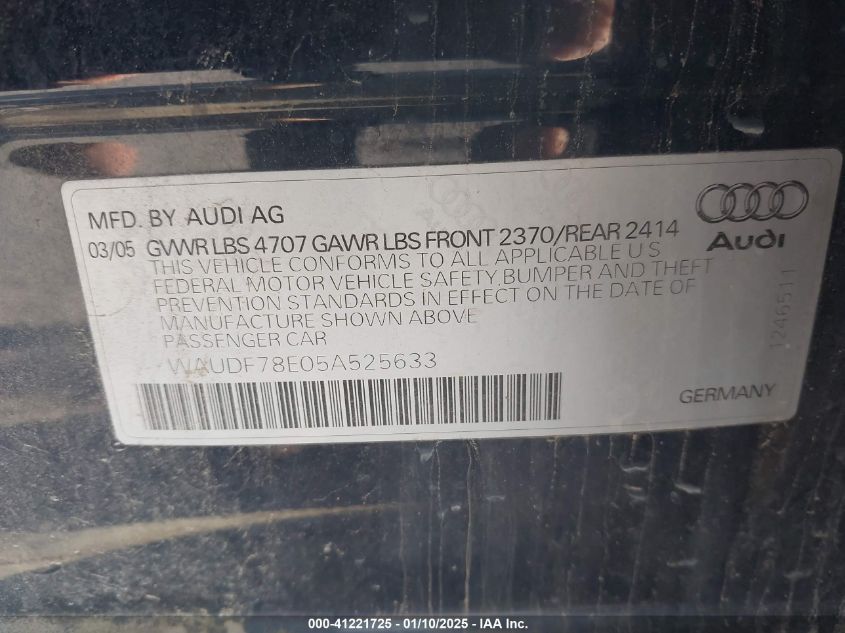 MFD. BY AUDI AG
03/05 GVWR LBS 4707 GAWR LBS FRONT 2370/REAR 2414
THIS VEHICLE CONFORMS TO ALL APPLICABLE U S
FEDERAL MOTOR VEHICLE SAFETY, BUMPER AND THEFT
PREVENTION STANDARDS IN EFFECT ON THE DATE OF
MANUFACTURE SHOWN ABOVE
PASSENGER CAR
WAUDF78E05A525633
Audi
1246511
GERMANY
000-41221725 — 01/10/2025 — IAA Inc.